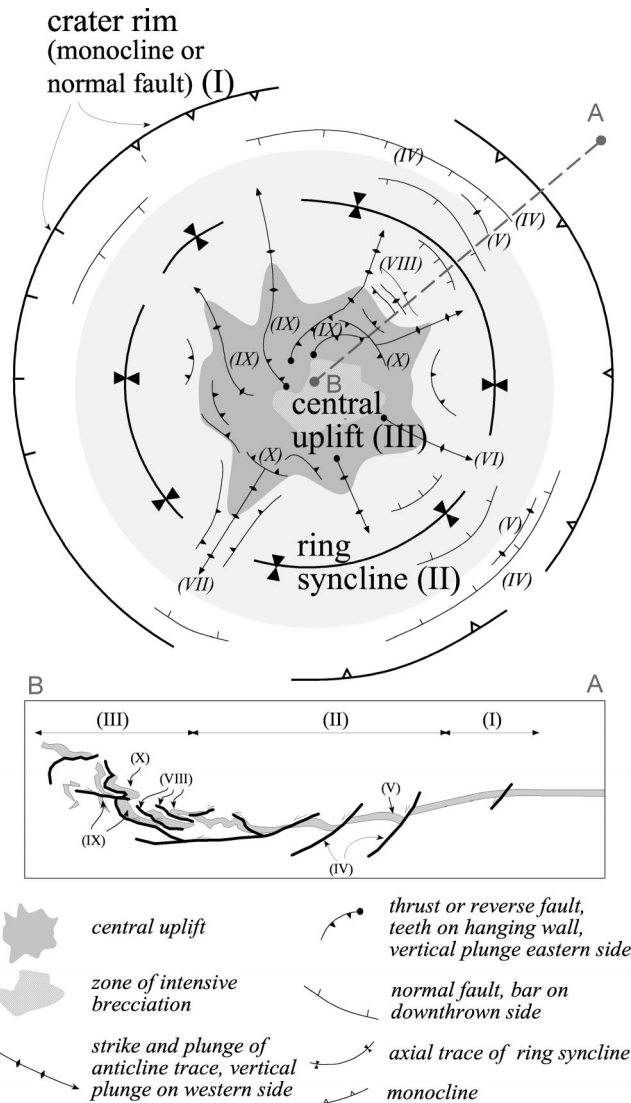 crater rim
(monocline or
normal fault) (I)
A
(IV)
(IV)
(V)
(VIII)
(IX)
(IX)
(IX)
(X)
B
central
uplift (III)
(X)
(VI)
(V)
(IV)
ring
syncline (II)
(VII)
B
A
(III)
(II)
(I)
(X)
(VIII)
(V)
(IX)
(IV)
central uplift
zone of intensive
brecciation
strike and plunge of
anticline trace, vertical
plunge on western side
thrust or reverse fault,
teeth on hanging wall,
vertical plunge eastern side
normal fault, bar on
downthrown side
axial trace of ring syncline
monocline